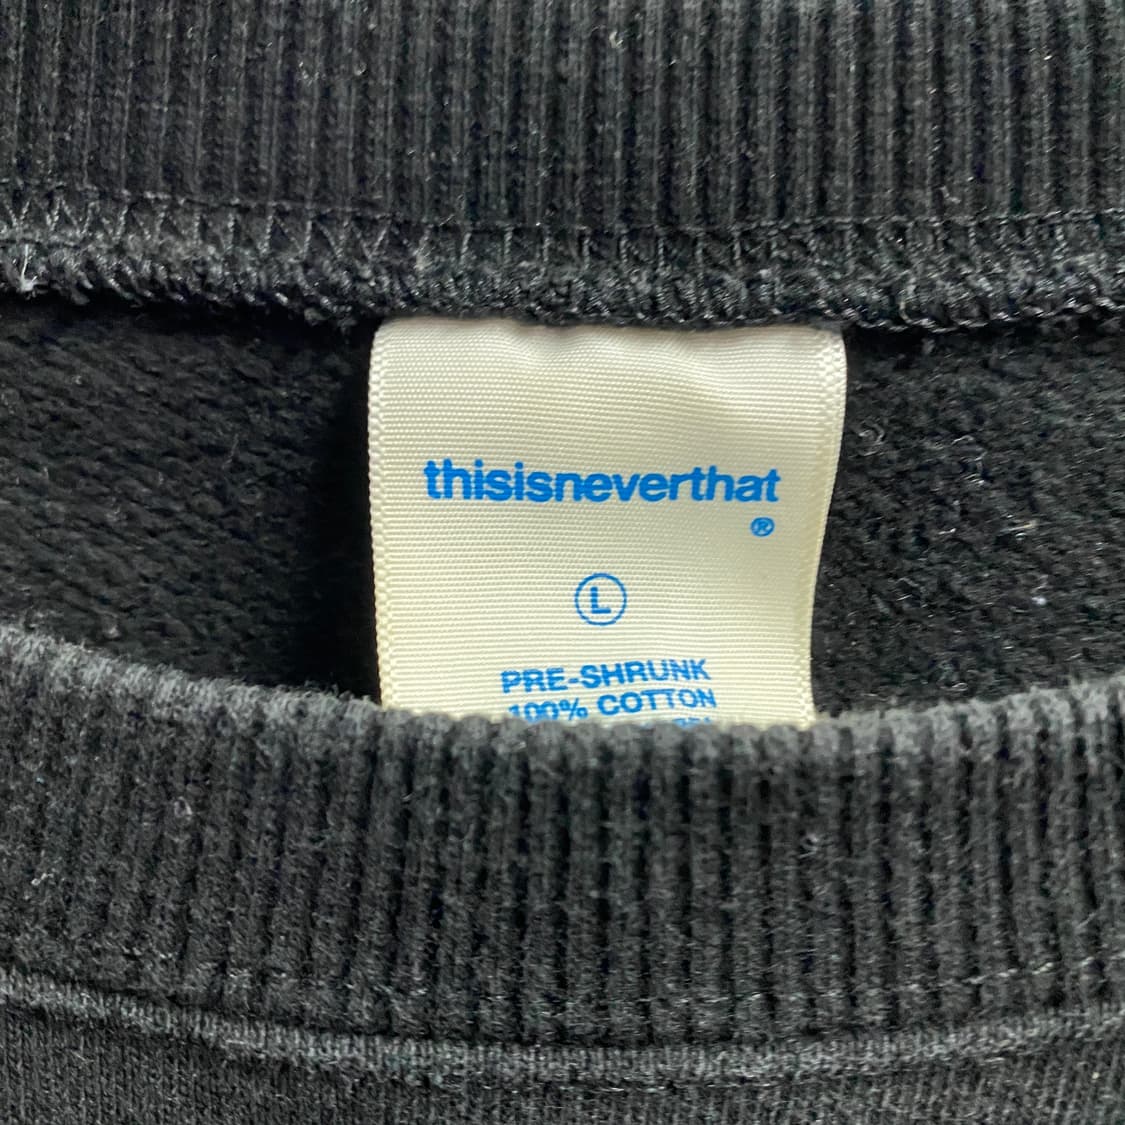 thisisneverthat
®
L
PRE-SHRUNK
100% COTTON